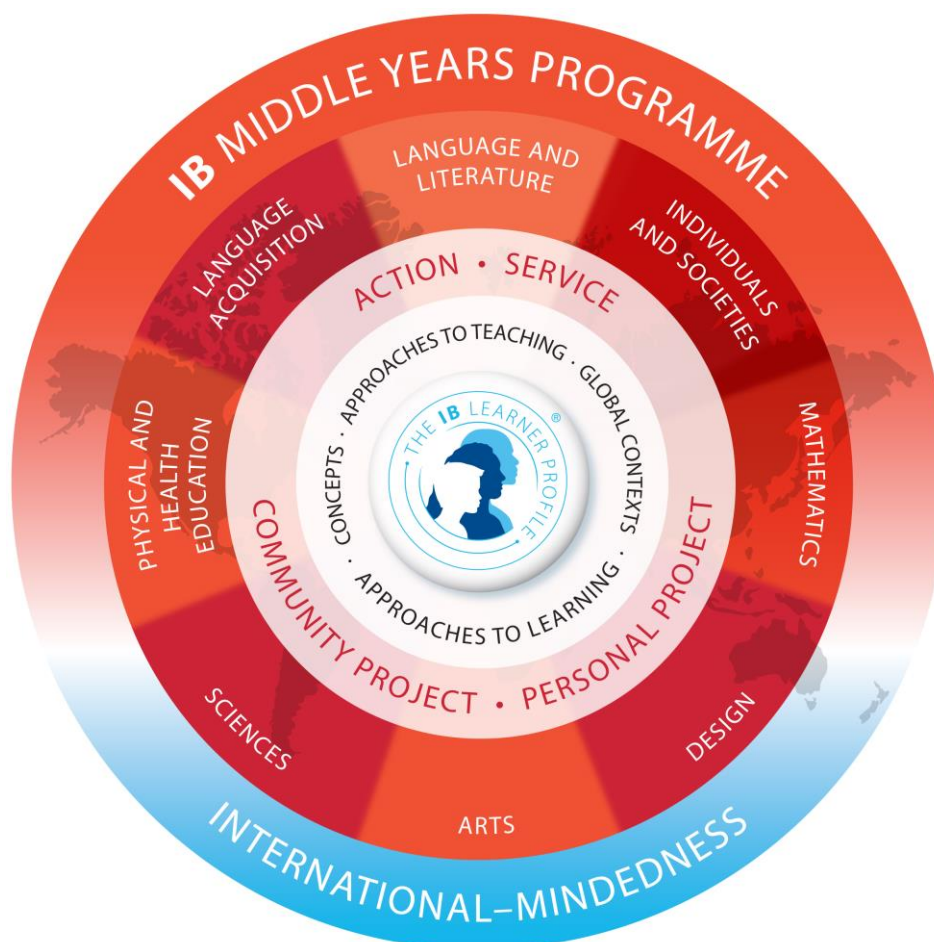 IB MIDDLE YEARS PROGRAMME
LANGUAGE AND
LITERATURE
INDIVIDUALS
AND SOCIETIES
MATHEMATICS
DESIGN
ARTS
SCIENCES
PHYSICAL AND
HEALTH
EDUCATION
LANGUAGE
ACQUISITION
ACTION • SERVICE
COMMUNITY PROJECT • PERSONAL PROJECT
APPROACHES TO TEACHING · GLOBAL CONTEXTS ·
CONCEPTS ·
· APPROACHES TO LEARNING
• THE IB LEARNER PROFILE • ®
INTERNATIONAL–MINDEDNESS